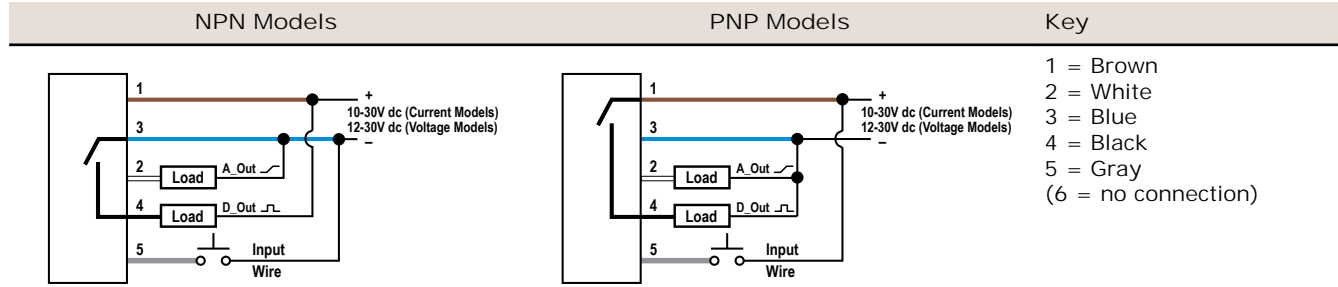 NPN Models
PNP Models
Key
1
+
10-30V dc (Current Models)
3
12-30V dc (Voltage Models)
–
2
Load
A_Out
4
Load
D_Out
5
Input
Wire
1
+
10-30V dc (Current Models)
3
12-30V dc (Voltage Models)
–
2
Load
A_Out
4
Load
D_Out
5
Input
Wire
1 = Brown
2 = White
3 = Blue
4 = Black
5 = Gray
(6 = no connection)